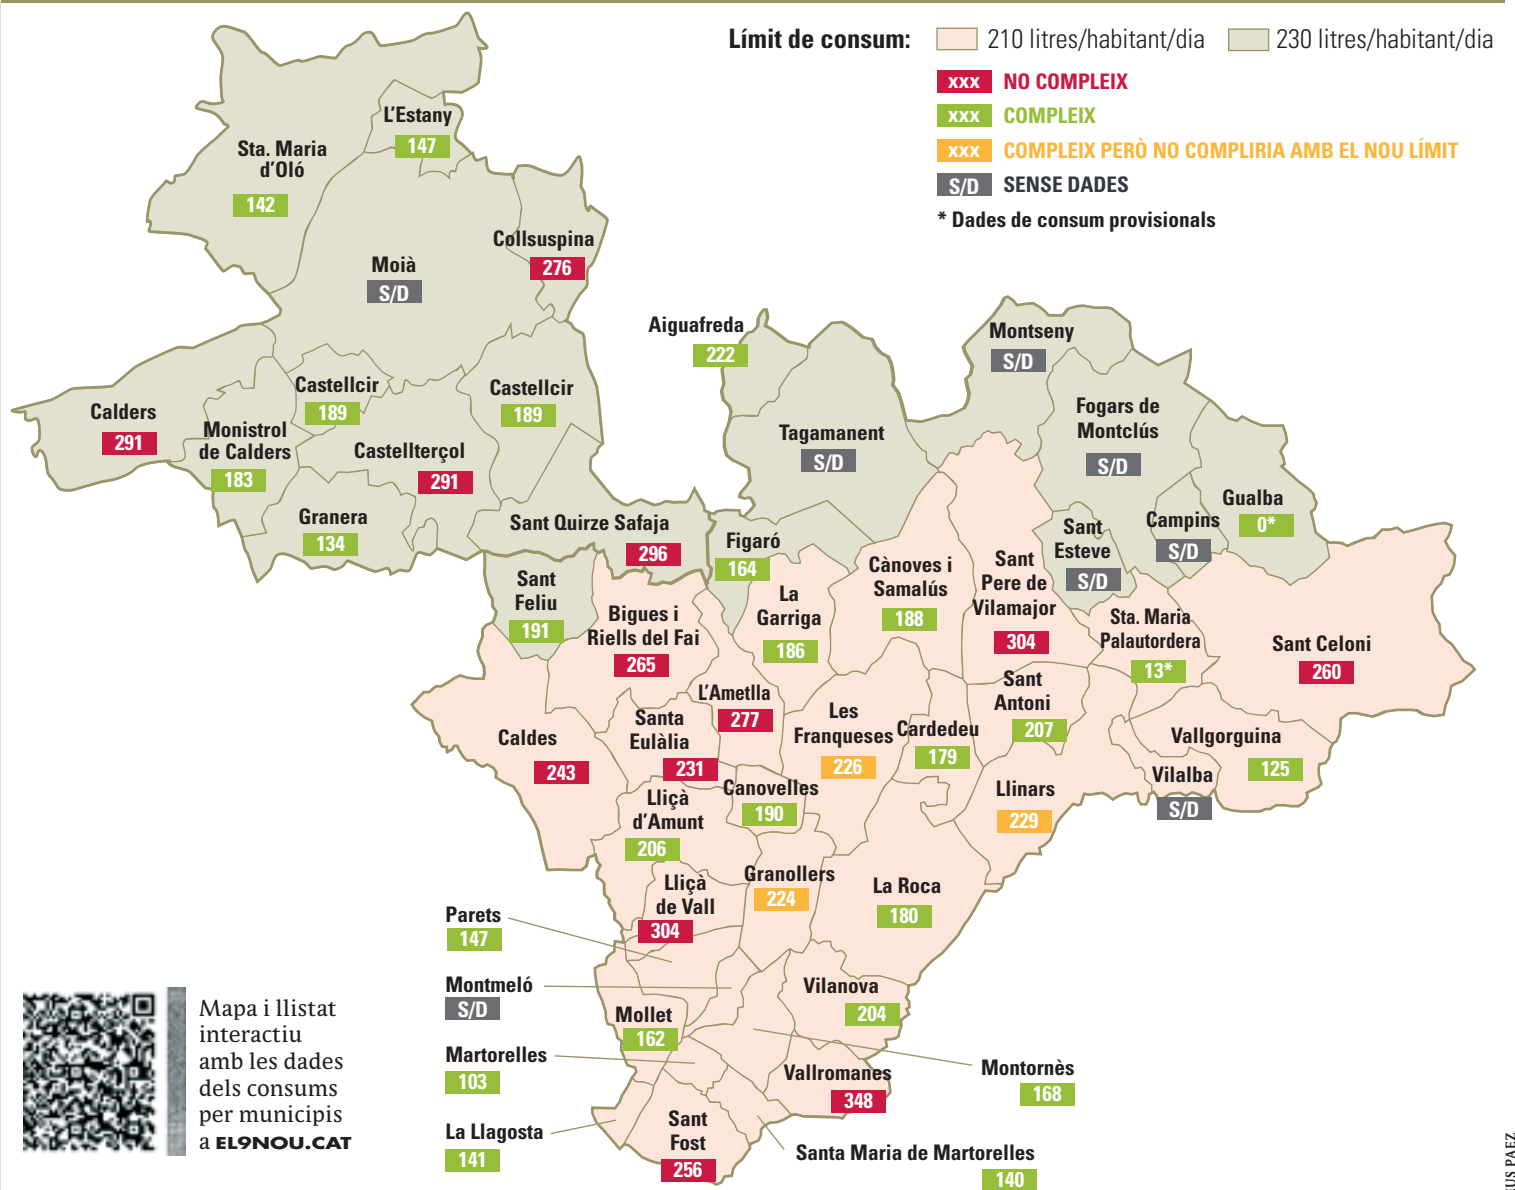 Límit de consum: 210 litres/habitant/dia 230 litres/habitant/dia
xxx NO COMPLEIX
xxx COMPLEIX
xxx COMPLEIX PERÒ NO COMPLIRIA AMB EL NOU LÍMIT
S/D SENSE DADES
* Dades de consum provisionals
L'Estany
147
Sta. Maria
d'Oló
142
Collsuspina
276
Moià
S/D
Aiguafreda
222
Montseny
S/D
Castellcir
189
Castellcir
189
Calders
291
Monistrol
de Calders
183
Castellterçol
291
Tagamanent
S/D
Fogars de
Montclús
S/D
Gualba
0*
Granera
134
Sant Quirze Safaja
296
Figaró
164
Campins
S/D
Sant
Esteve
S/D
Sant
Feliu
191
Bigues i
Riells del Fai
265
La
Garriga
186
Cànoves i
Samalús
188
Sant
Pere de
Vilamajor
304
Sta. Maria
Palautordera
13*
Sant Celoni
260
L'Ametlla
277
Sant
Antoni
207
Caldes
243
Santa
Eulàlia
231
Les
Franqueses
226
Cardedeu
179
Vallgorguina
125
Vilalba
S/D
Canovelles
190
Llinars
229
Lliçà
d'Amunt
206
Lliçà
de Vall
304
Granollers
224
La Roca
180
Parets
147
Montmeló
S/D
Mollet
162
Vilanova
204
Martorelles
103
Vallromanes
348
Montornès
168
La Llagosta
141
Sant
Fost
256
Santa Maria de Martorelles
140
Mapa i llistat
interactiu
amb les dades
dels consums
per municipis
a EL9NOU.CAT
PAEZ